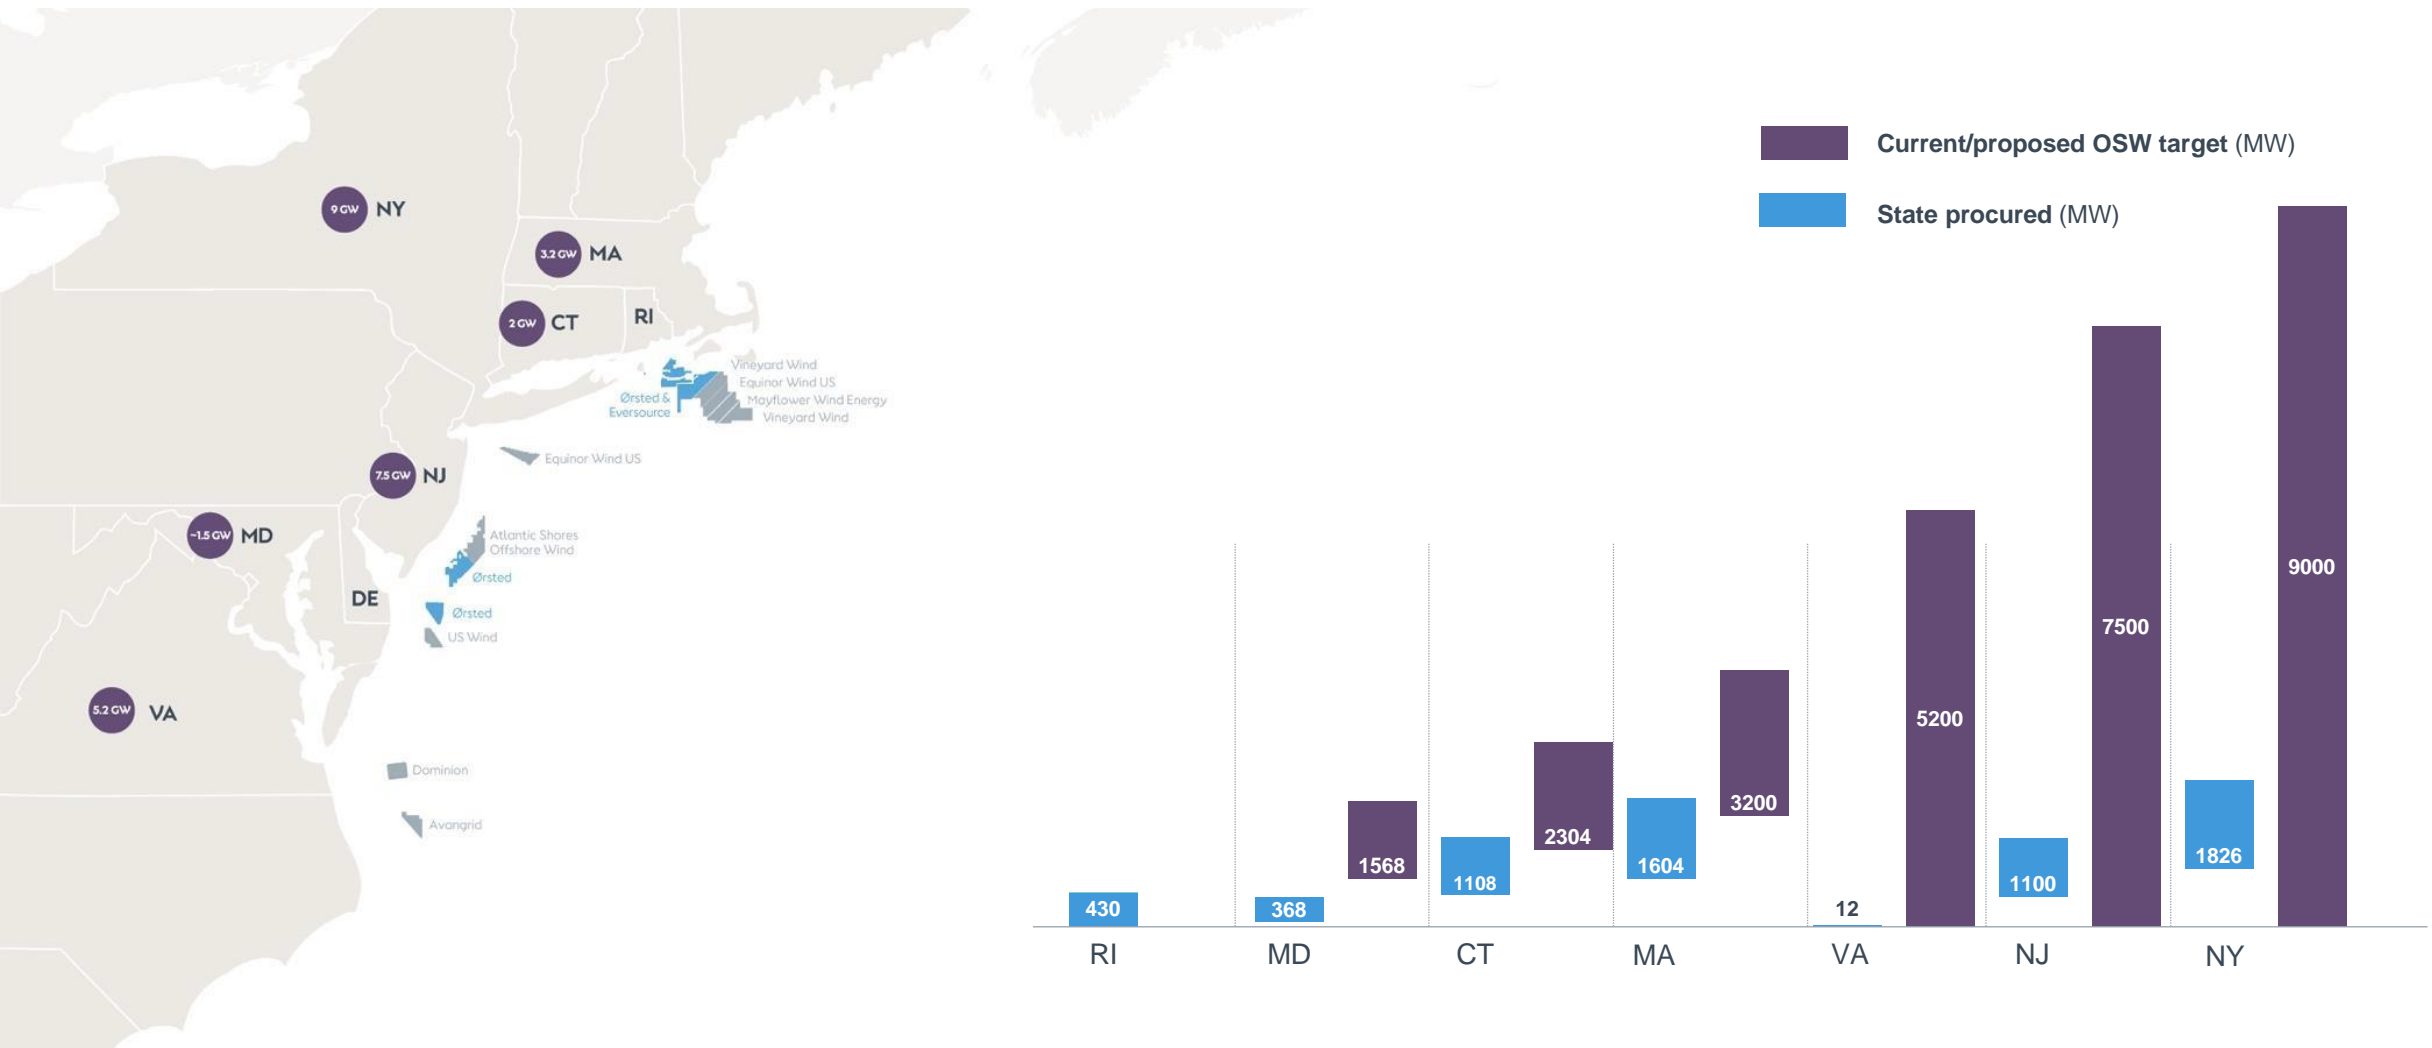 9 GW
NY
3.2 GW
MA
2 GW
CT
RI
Vineyard Wind
Equinor Wind US
Ørsted &
Eversource
Mayflower Wind Energy
Vineyard Wind
Equinor Wind US
7.5 GW
NJ
~1.5 GW
MD
Atlantic Shores
Offshore Wind
Ørsted
DE
Ørsted
US Wind
5.2 GW
VA
Dominion
Avangrid
Current/proposed OSW target (MW)
State procured (MW)
430
368
1568
1108
2304
1604
3200
12
5200
1100
7500
1826
9000
RI
MD
CT
MA
VA
NJ
NY